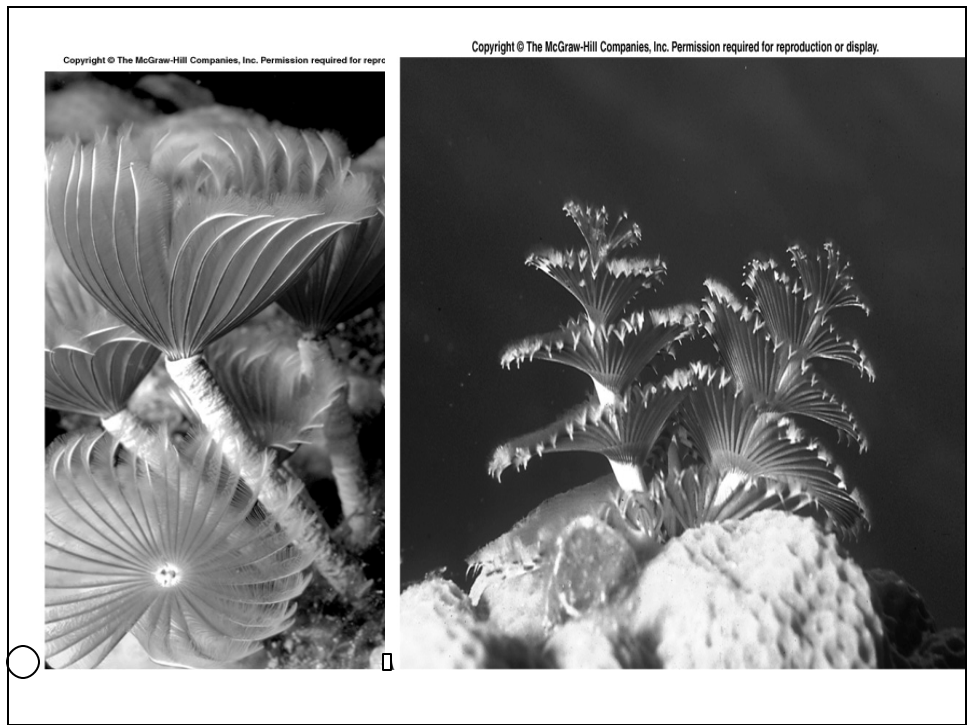 Copyright © The McGraw-Hill Companies, Inc. Permission required for reproduction or display.
Copyright © The McGraw-Hill Companies, Inc. Permission required for repro